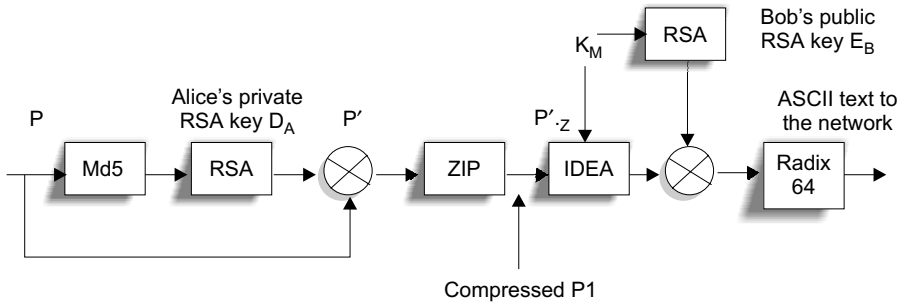 Bob's public
RSA key E_B
K_M
RSA
Alice's private
RSA key D_A
ASCII text to
the network
P
P′
P′·z
Md5
RSA
ZIP
IDEA
Radix
64
Compressed P1